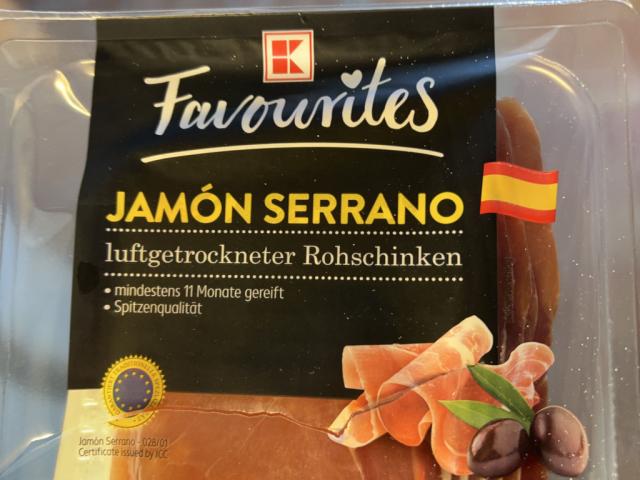 K
Favourites
JAMÓN SERRANO
luftgetrockneter Rohschinken
• mindestens 11 Monate gereift
• Spitzenqualität
Jamón Serrano - 028/01
Certificate issued by ICC